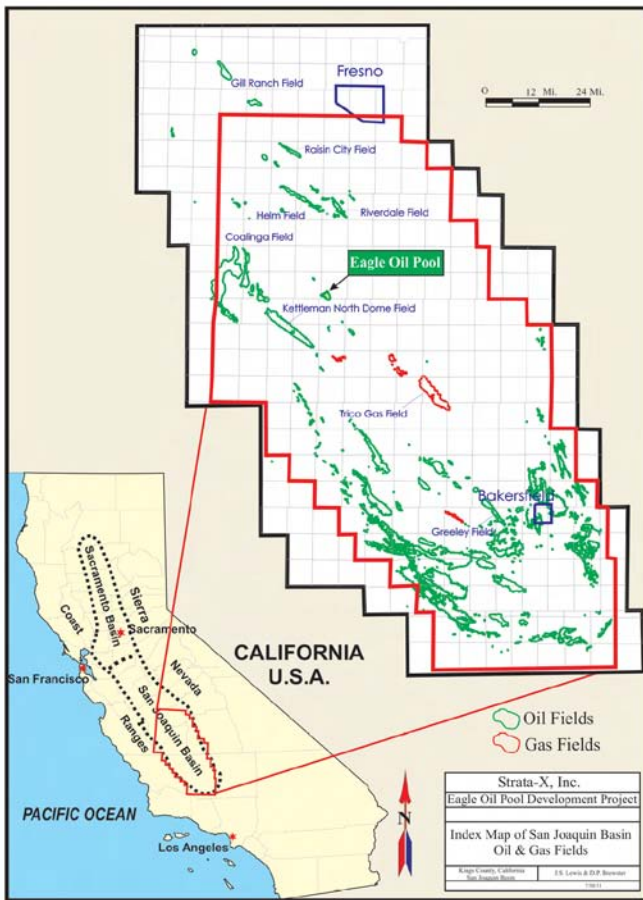 Fresno
Gill Ranch Field
0 12 Mi. 24 Mi.
Raisin City Field
Helm Field
Riverdale Field
Coalinga Field
Eagle Oil Pool
Kettleman North Dome Field
Trico Gas Field
Bakersfield
Greeley Field
Sacramento Basin
Sierra
Nevada
Coast
Ranges
Sacramento
San Francisco
San Joaquin Basin
CALIFORNIA
U.S.A.
PACIFIC OCEAN
Los Angeles
N
Oil Fields
Gas Fields
Strata-X, Inc.
Eagle Oil Pool Development Project
Index Map of San Joaquin Basin
Oil & Gas Fields
Kings County, California
San Joaquin Basin
J.S. Lewis & D.P. Brewster